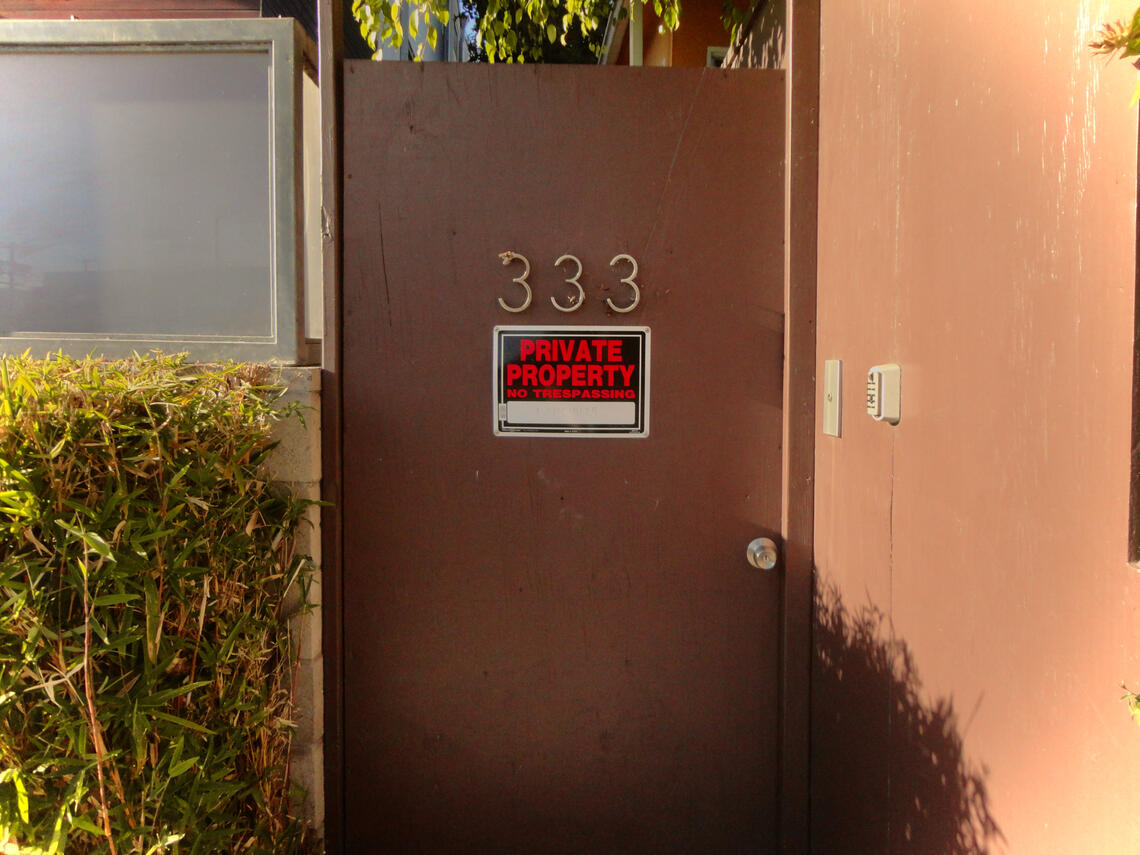 333
PRIVATE
PROPERTY
NO TRESPASSING